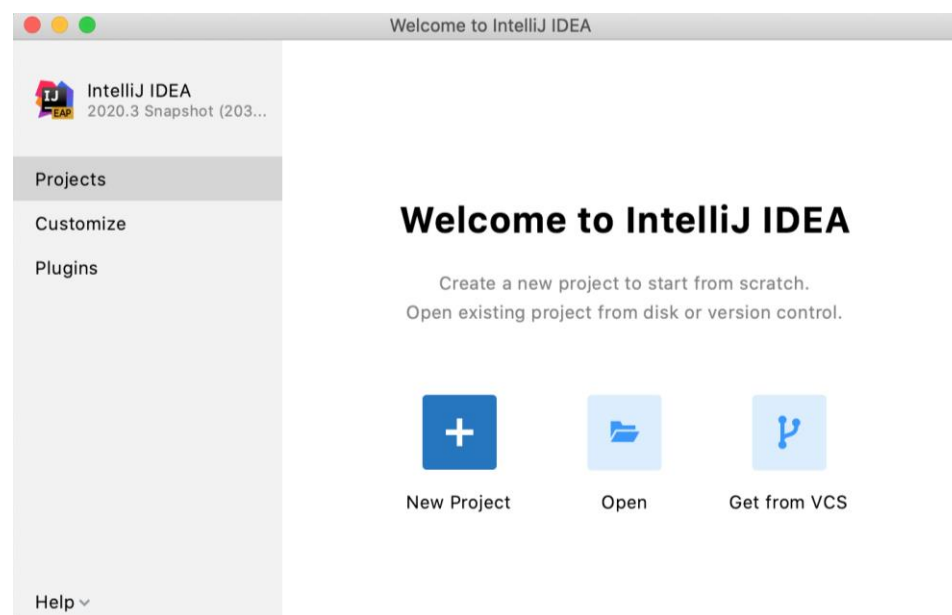 Welcome to IntelliJ IDEA
IJ
EAP
IntelliJ IDEA
2020.3 Snapshot (203...
Projects
Customize
Plugins
Welcome to IntelliJ IDEA
Create a new project to start from scratch.
Open existing project from disk or version control.
New Project
Open
Get from VCS
Help